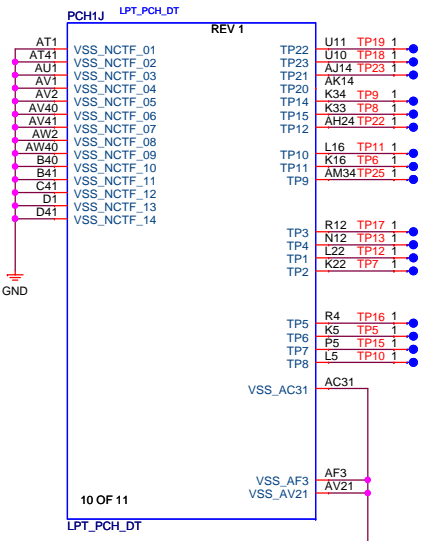 PCH1J LPT_PCH_DT
REV 1
AT1 VSS_NCTF_01 TP22 U11 TP19 1
AT41 VSS_NCTF_02 TP23 U10 TP18 1
AU1 VSS_NCTF_03 TP21 AJ14 TP23 1
AV1 VSS_NCTF_04 TP20 AK14
AV2 VSS_NCTF_05 TP14 K34 TP9 1
AV40 VSS_NCTF_06 TP15 K33 TP8 1
AV41 VSS_NCTF_07 TP12 AH24 TP22 1
AW2 VSS_NCTF_08
AW40 VSS_NCTF_09 TP10 L16 TP11 1
B40 VSS_NCTF_10 TP11 K16 TP6 1
B41 VSS_NCTF_11 TP9 AM34 TP25 1
C41 VSS_NCTF_12
D1 VSS_NCTF_13
D41 VSS_NCTF_14
TP3 R12 TP17 1
TP4 N12 TP13 1
TP1 L22 TP12 1
TP2 K22 TP7 1
GND
TP5 R4 TP16 1
TP6 K5 TP5 1
TP7 P5 TP15 1
TP8 L5 TP10 1
VSS_AC31 AC31
VSS_AF3 AF3
VSS_AV21 AV21
10 OF 11
LPT_PCH_DT